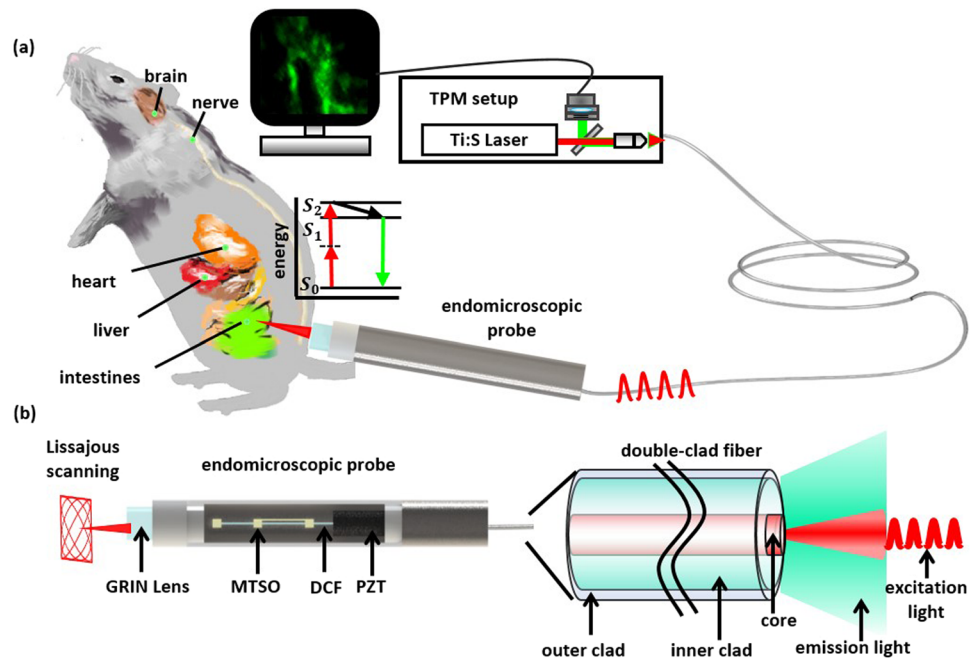 (a)
brain
nerve
TPM setup
Ti:S Laser
S2
S1
S0
energy
heart
liver
intestines
endomicroscopic
probe
(b)
Lissajous
scanning
endomicroscopic probe
GRIN Lens
MTSO
DCF
PZT
double-clad fiber
outer clad
inner clad
core
emission light
excitation
light